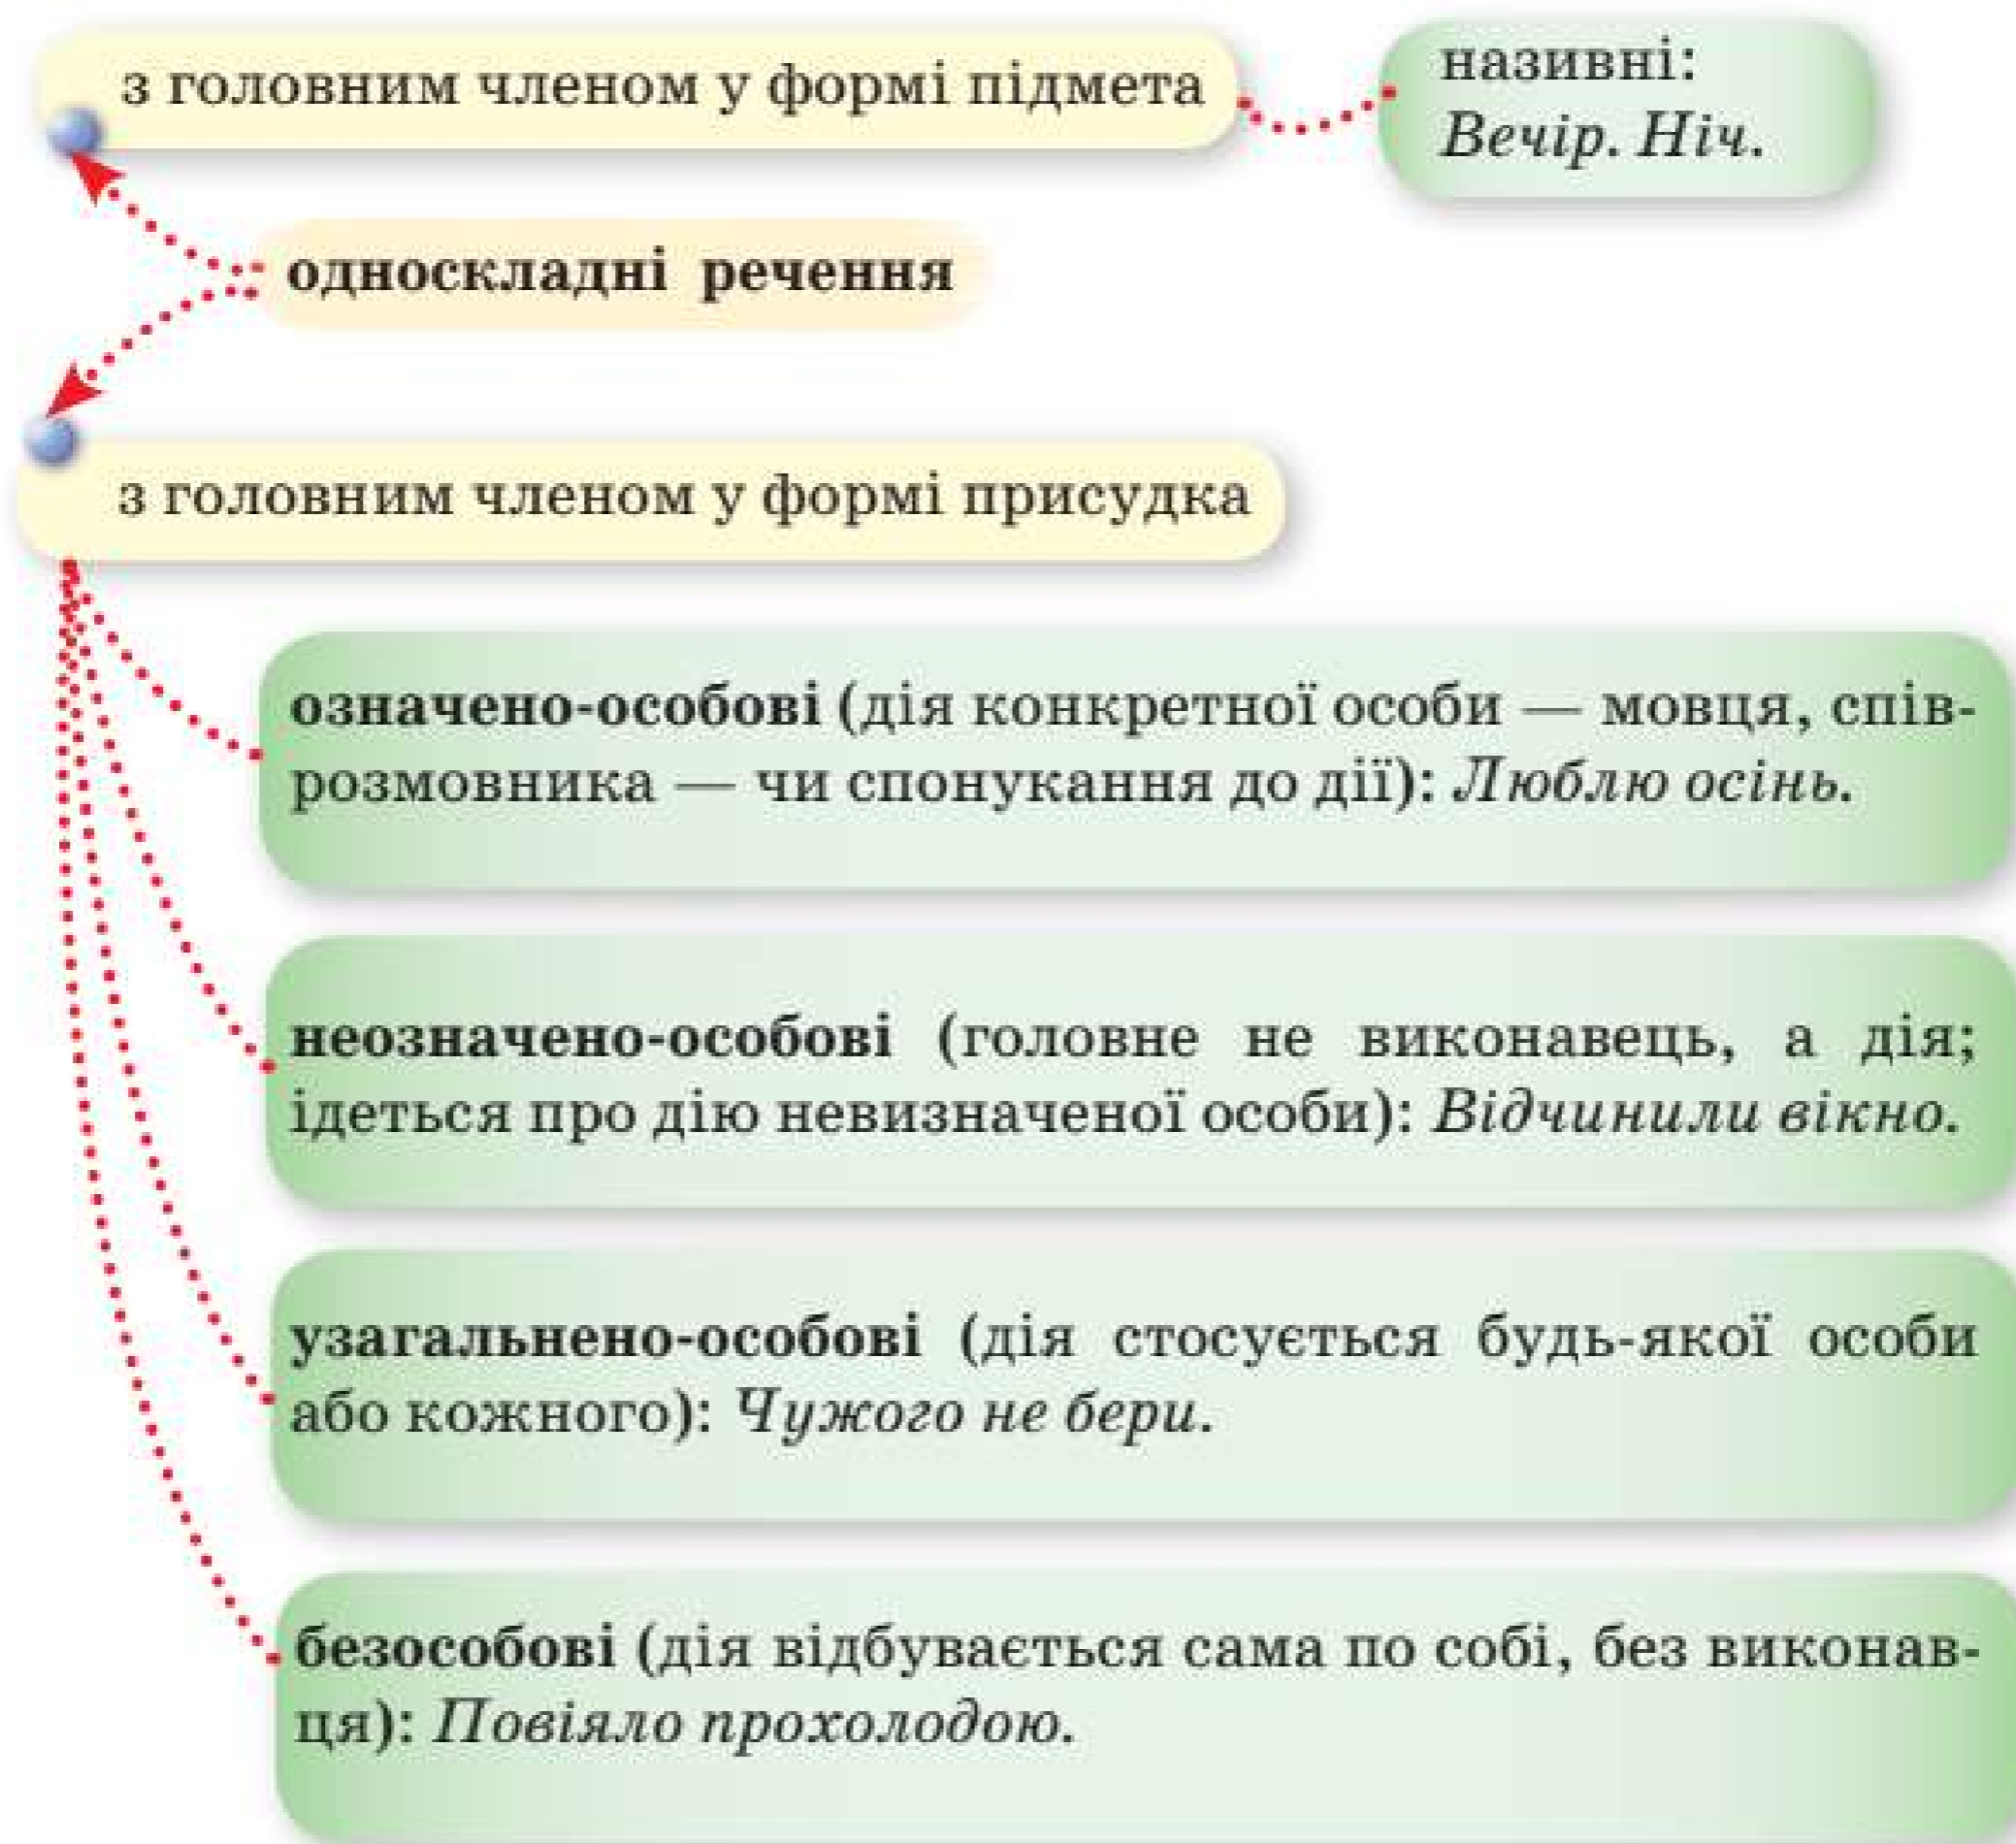 з головним членом у формі підмета
називні:
Вечір. Ніч.
односкладні речення
з головним членом у формі присудка
означено-особові (дія конкретної особи — мовця, спів-
розмовника — чи спонукання до дії): Люблю осінь.
неозначено-особові (головне не виконавець, а дія;
ідеться про дію невизначеної особи): Відчинили вікно.
узагальнено-особові (дія стосується будь-якої особи
або кожного): Чужого не бери.
безособові (дія відбувається сама по собі, без виконав-
ця): Повіяло прохолодою.